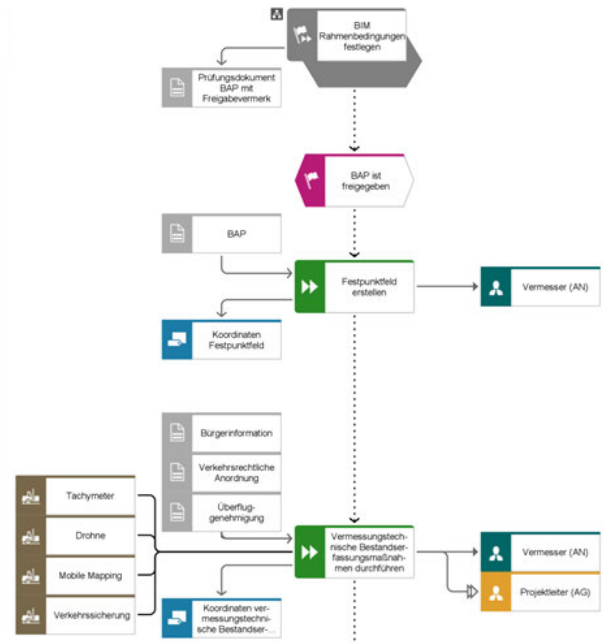 BIM
Rahmenbedingungen
festlegen
Prüfungsdokument
BAP mit
Freigabevermerk
BAP ist
freigegeben
BAP
Festpunktfeld
erstellen
Vermesser (AN)
Koordinaten
Festpunktfeld
Bürgerinformation
Verkehrsrechtliche
Anordnung
Überflug-
genehmigung
Tachymeter
Drohne
Mobile Mapping
Verkehrssicherung
Vermessungstech-
nische Bestandser-
fassungsmaßnah-
men durchführen
Vermesser (AN)
Projektleiter (AG)
Koordinaten ver-
messungstechni-
sche Bestandser-...